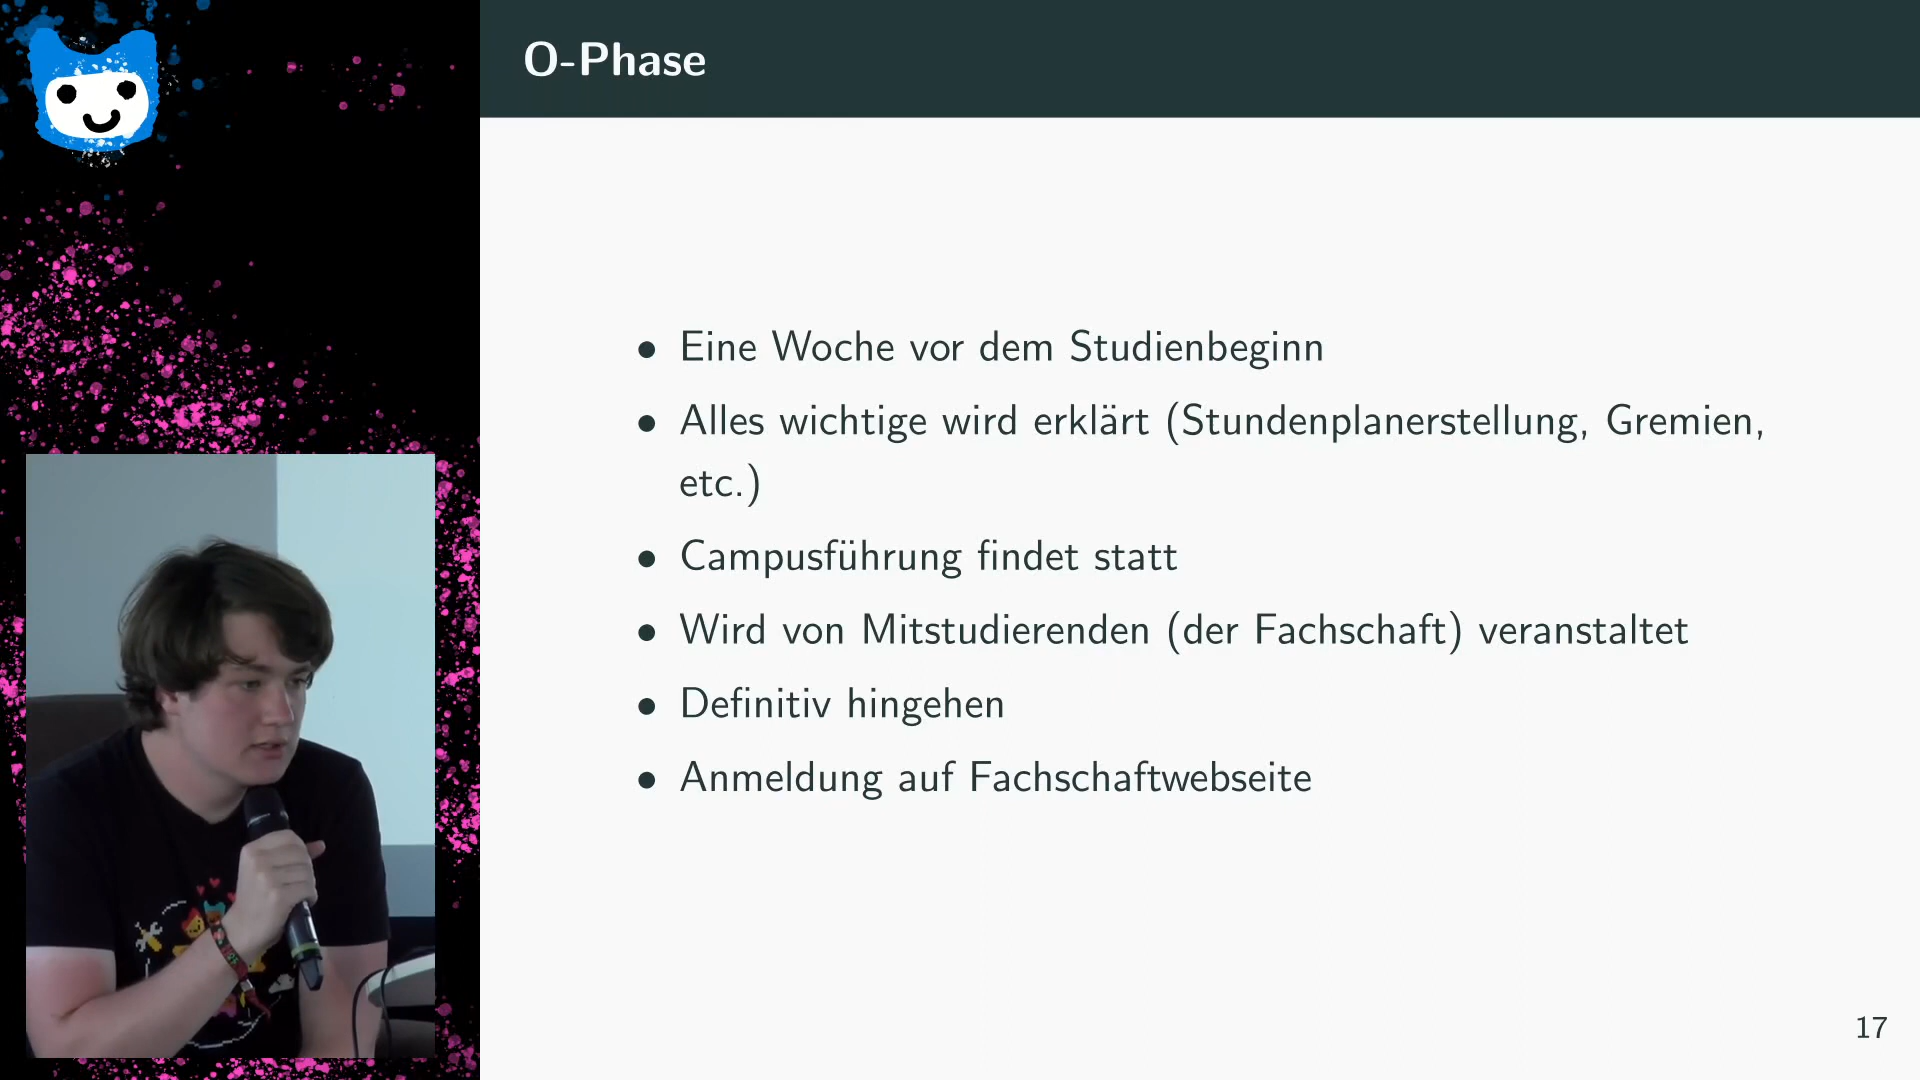 O-Phase
• Eine Woche vor dem Studienbeginn
• Alles wichtige wird erklärt (Stundenplanerstellung, Gremien,
etc.)
• Campusführung findet statt
• Wird von Mitstudierenden (der Fachschaft) veranstaltet
• Definitiv hingehen
• Anmeldung auf Fachschaftwebseite
17